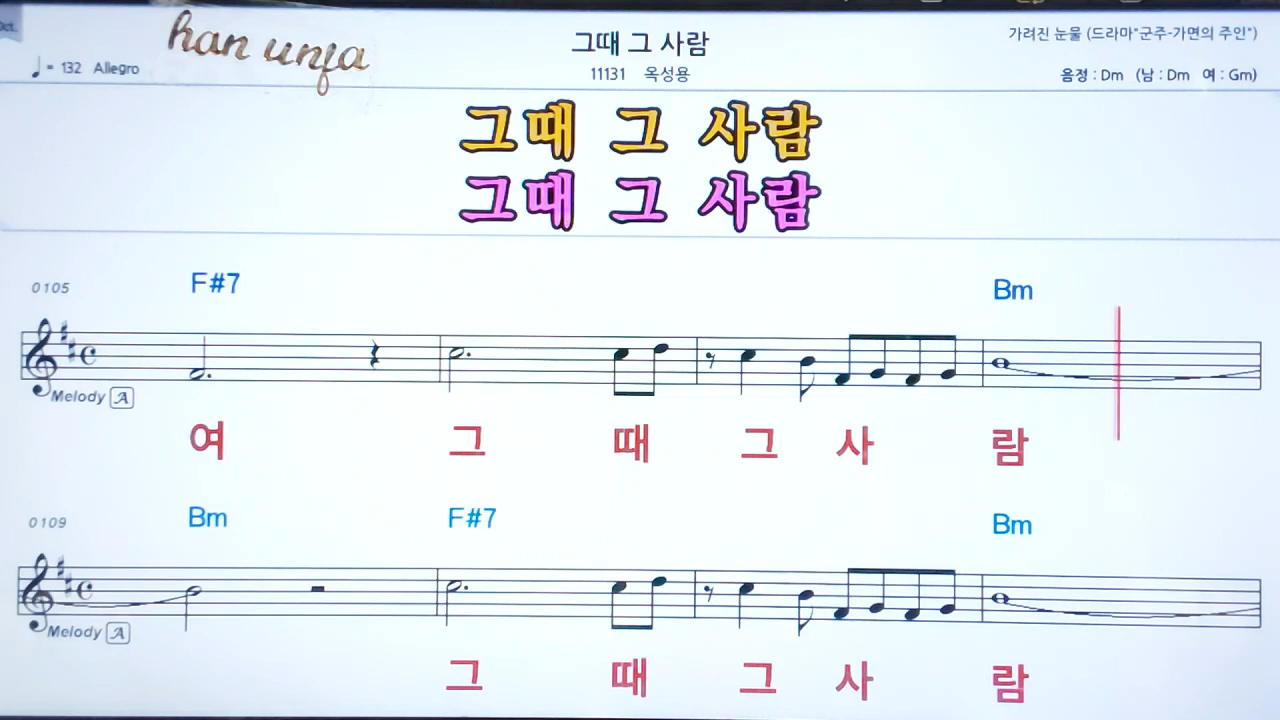 Oct.
han unja
그때 그 사람
가려진 눈물 (드라마"군주-가면의 주인")
♩= 132 Allegro
11131 옥성용
음정 : Dm (남 : Dm 여 : Gm)
그때 그 사람
그때 그 사람
0105 F#7 Bm
Melody A
여 그 때 그 사 람
0109 Bm F#7 Bm
Melody A
그 때 그 사 람